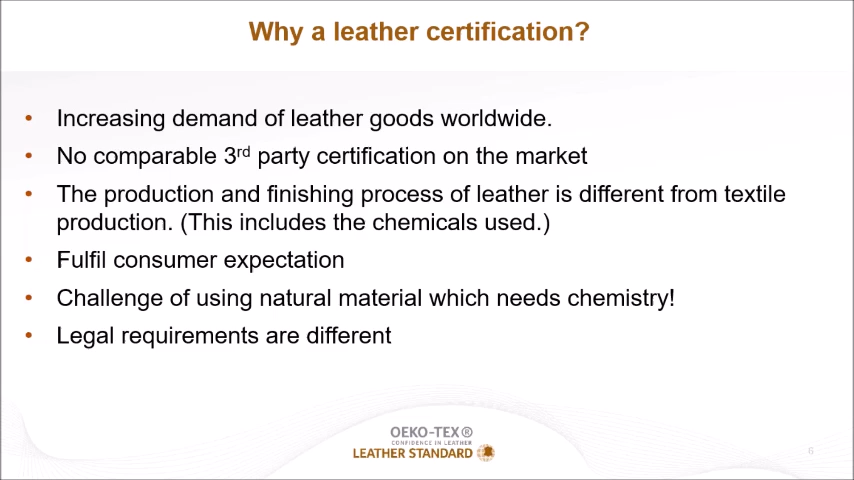 Why a leather certification?
• Increasing demand of leather goods worldwide.
• No comparable 3rd party certification on the market
• The production and finishing process of leather is different from textile
production. (This includes the chemicals used.)
• Fulfil consumer expectation
• Challenge of using natural material which needs chemistry!
• Legal requirements are different
OEKO-TEX®
CONFIDENCE IN LEATHER
LEATHER STANDARD
6